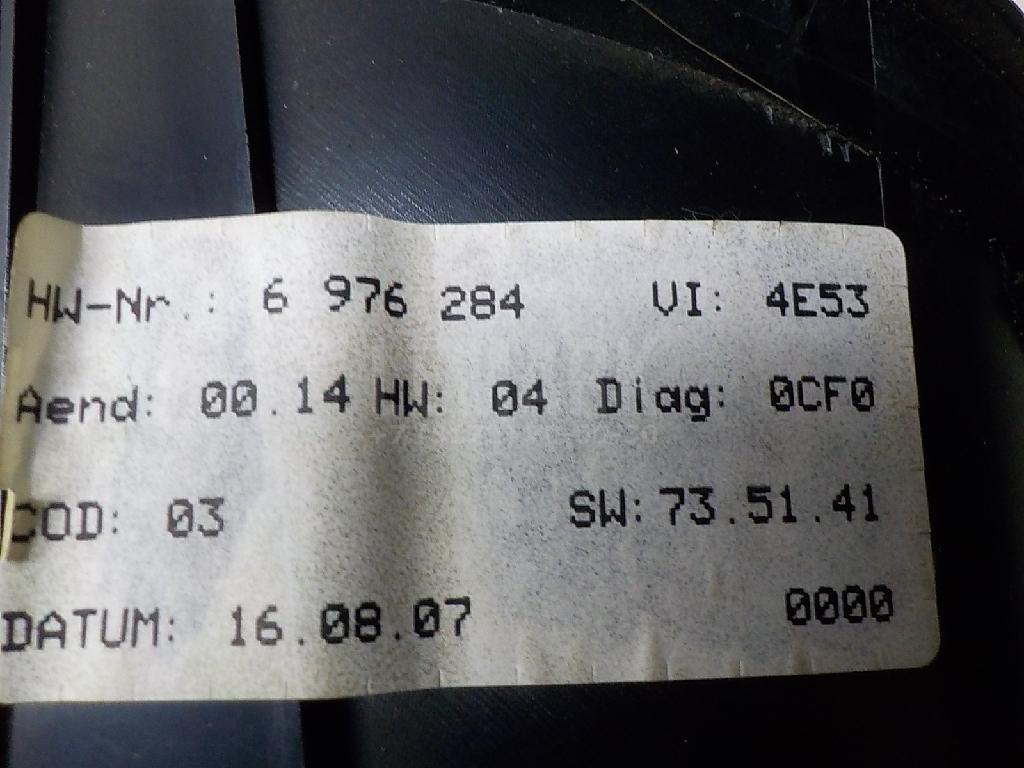 HW-Nr.: 6 976 284 VI: 4E53
Aend: 00.14 HW: 04 Diag: 0CF0
COD: 03 SW: 73.51.41
DATUM: 16.08.07 0000